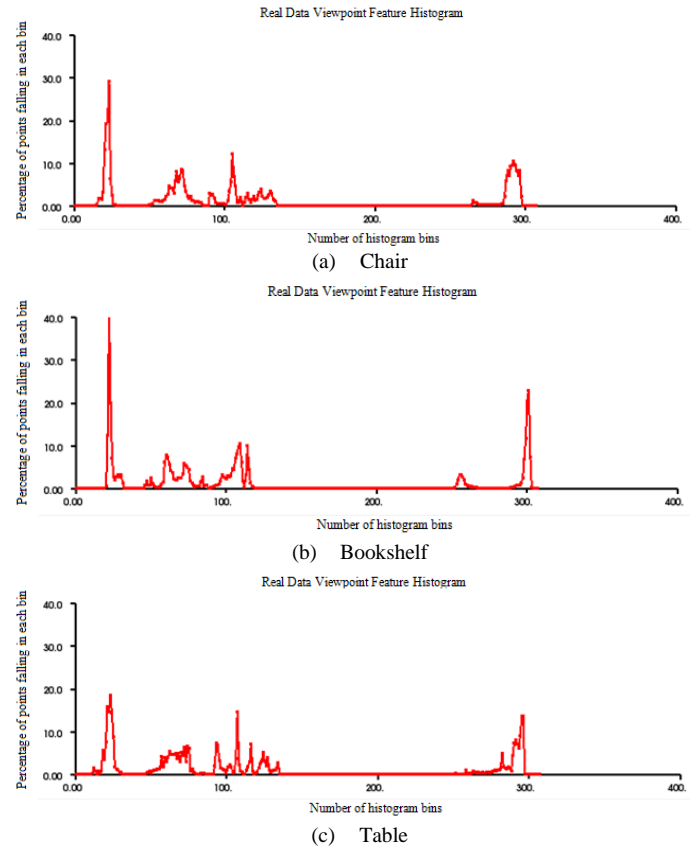 Real Data Viewpoint Feature Histogram
Percentage of points falling in each bin
40.0
30.0
20.0
10.0
0.00
0.00 100. 200. 300. 400.
Number of histogram bins
(a) Chair
Real Data Viewpoint Feature Histogram
Percentage of points falling in each bin
40.0
30.0
20.0
10.0
0.00
0.00 100. 200. 300. 400.
Number of histogram bins
(b) Bookshelf
Real Data Viewpoint Feature Histogram
Percentage of points falling in each bin
40.0
30.0
20.0
10.0
0.00
0.00 100. 200. 300. 400.
Number of histogram bins
(c) Table